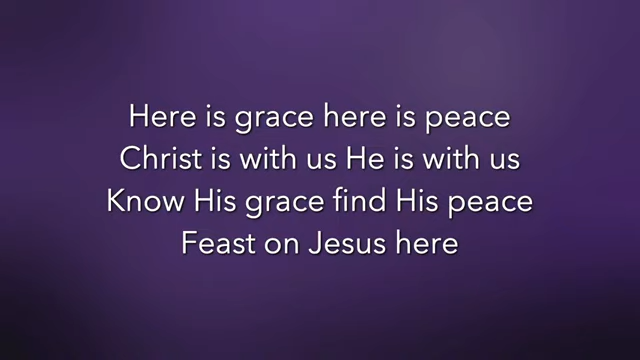 Here is grace here is peace
Christ is with us He is with us
Know His grace find His peace
Feast on Jesus here